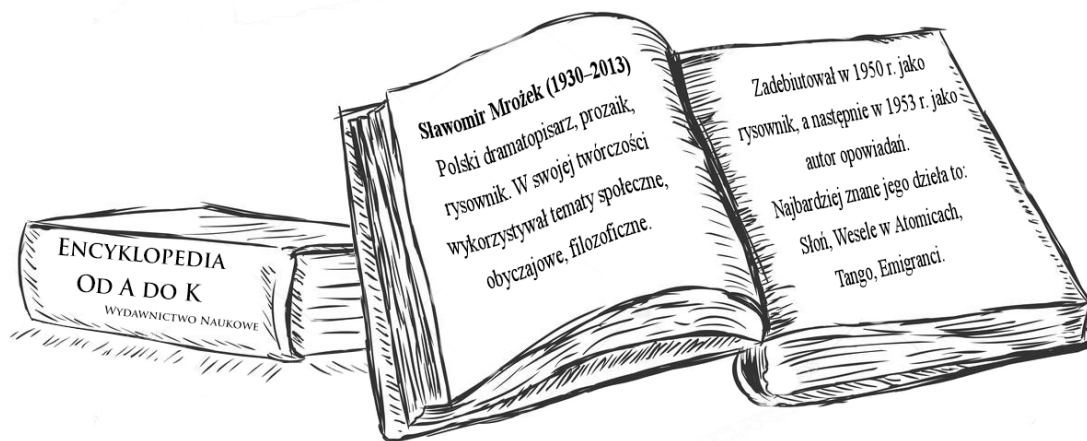 ENCYKLOPEDIA
OD A DO K
WYDAWNICTWO NAUKOWE
Sławomir Mrożek (1930–2013)
Polski dramatopisarz, prozaik,
rysownik. W swojej twórczości
wykorzystywał tematy społeczne,
obyczajowe, filozoficzne.
Zadebiutował w 1950 r. jako
rysownik, a następnie w 1953 r. jako
autor opowiadań.
Najbardziej znane jego dzieła to:
Słoń, Wesele w Atomicach,
Tango, Emigranci.